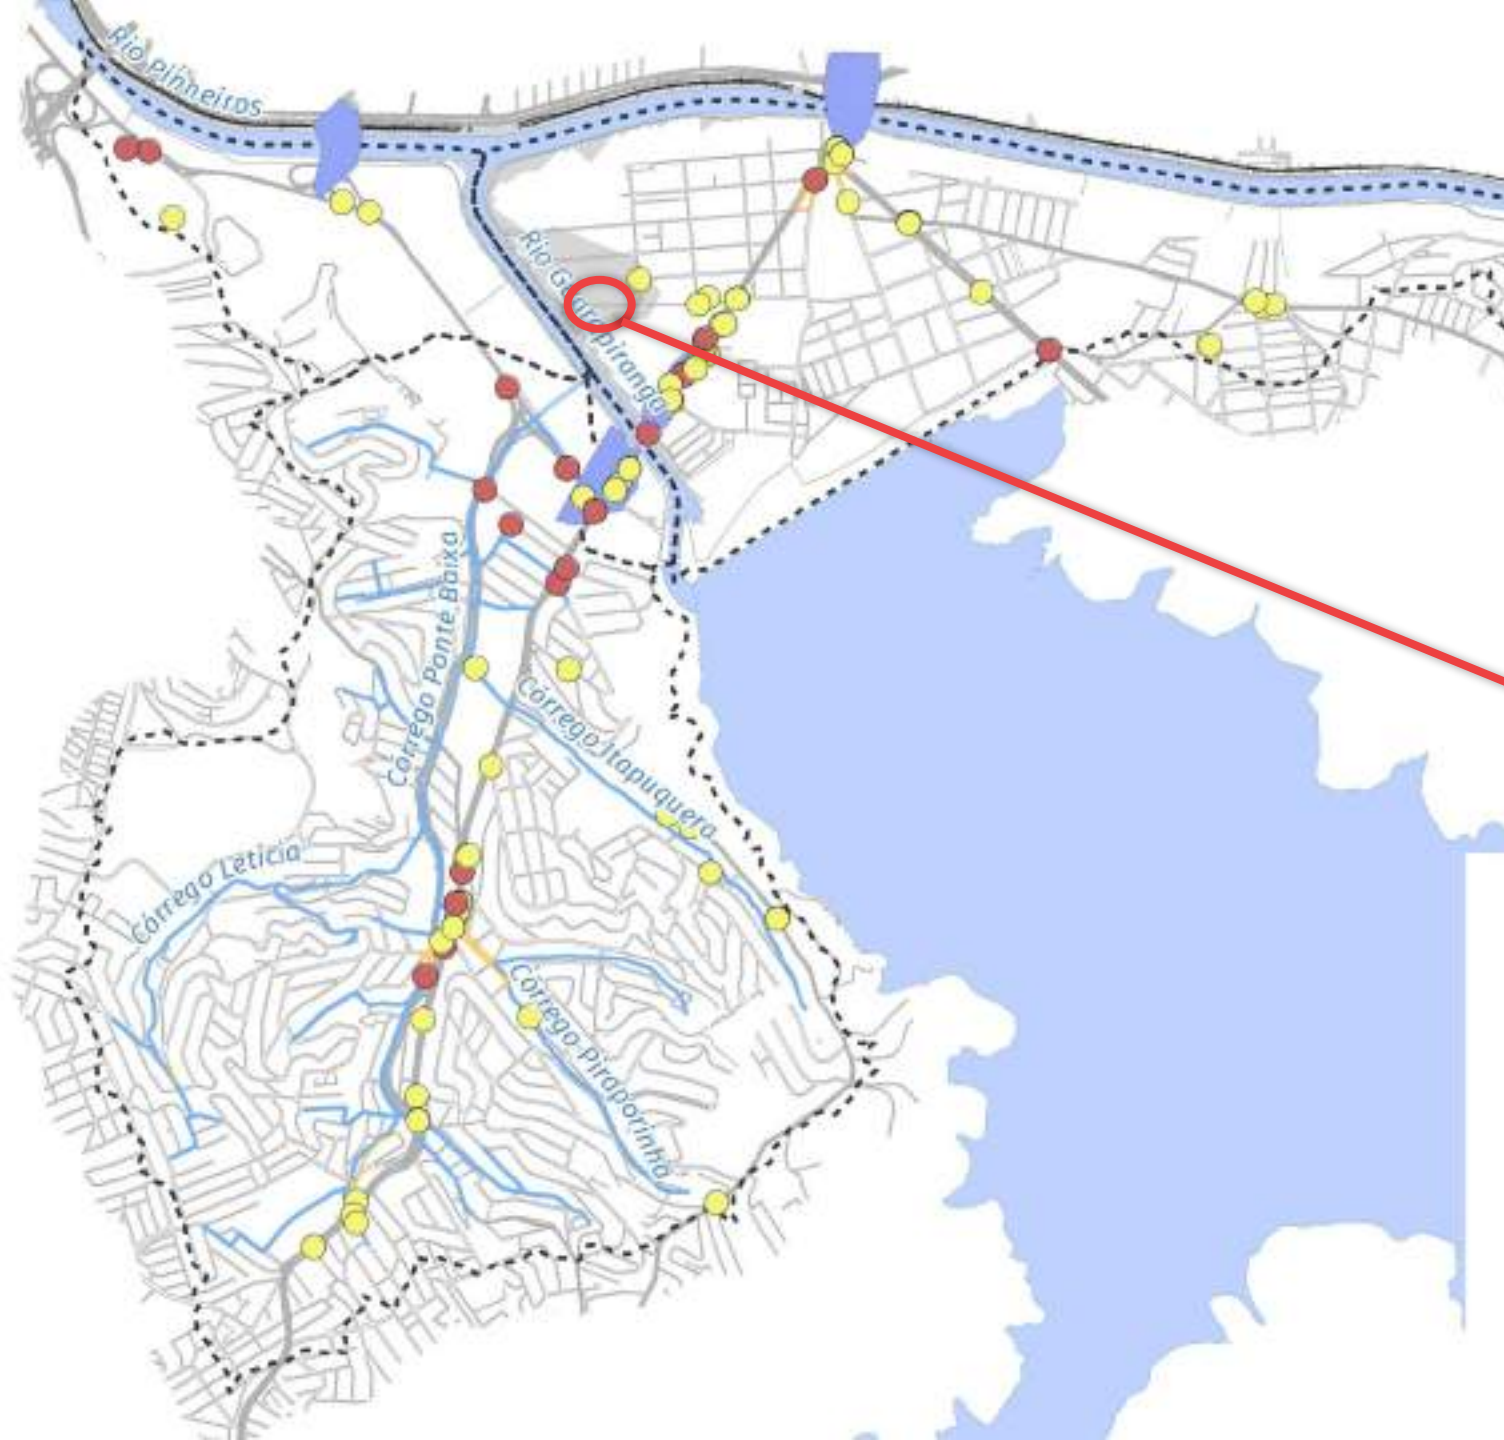 Rio Pinheiros
Rio Guarapiranga
Córrego Ponte Baixa
Córrego Itapuquera
Córrego Letícia
Córrego Piraporinha